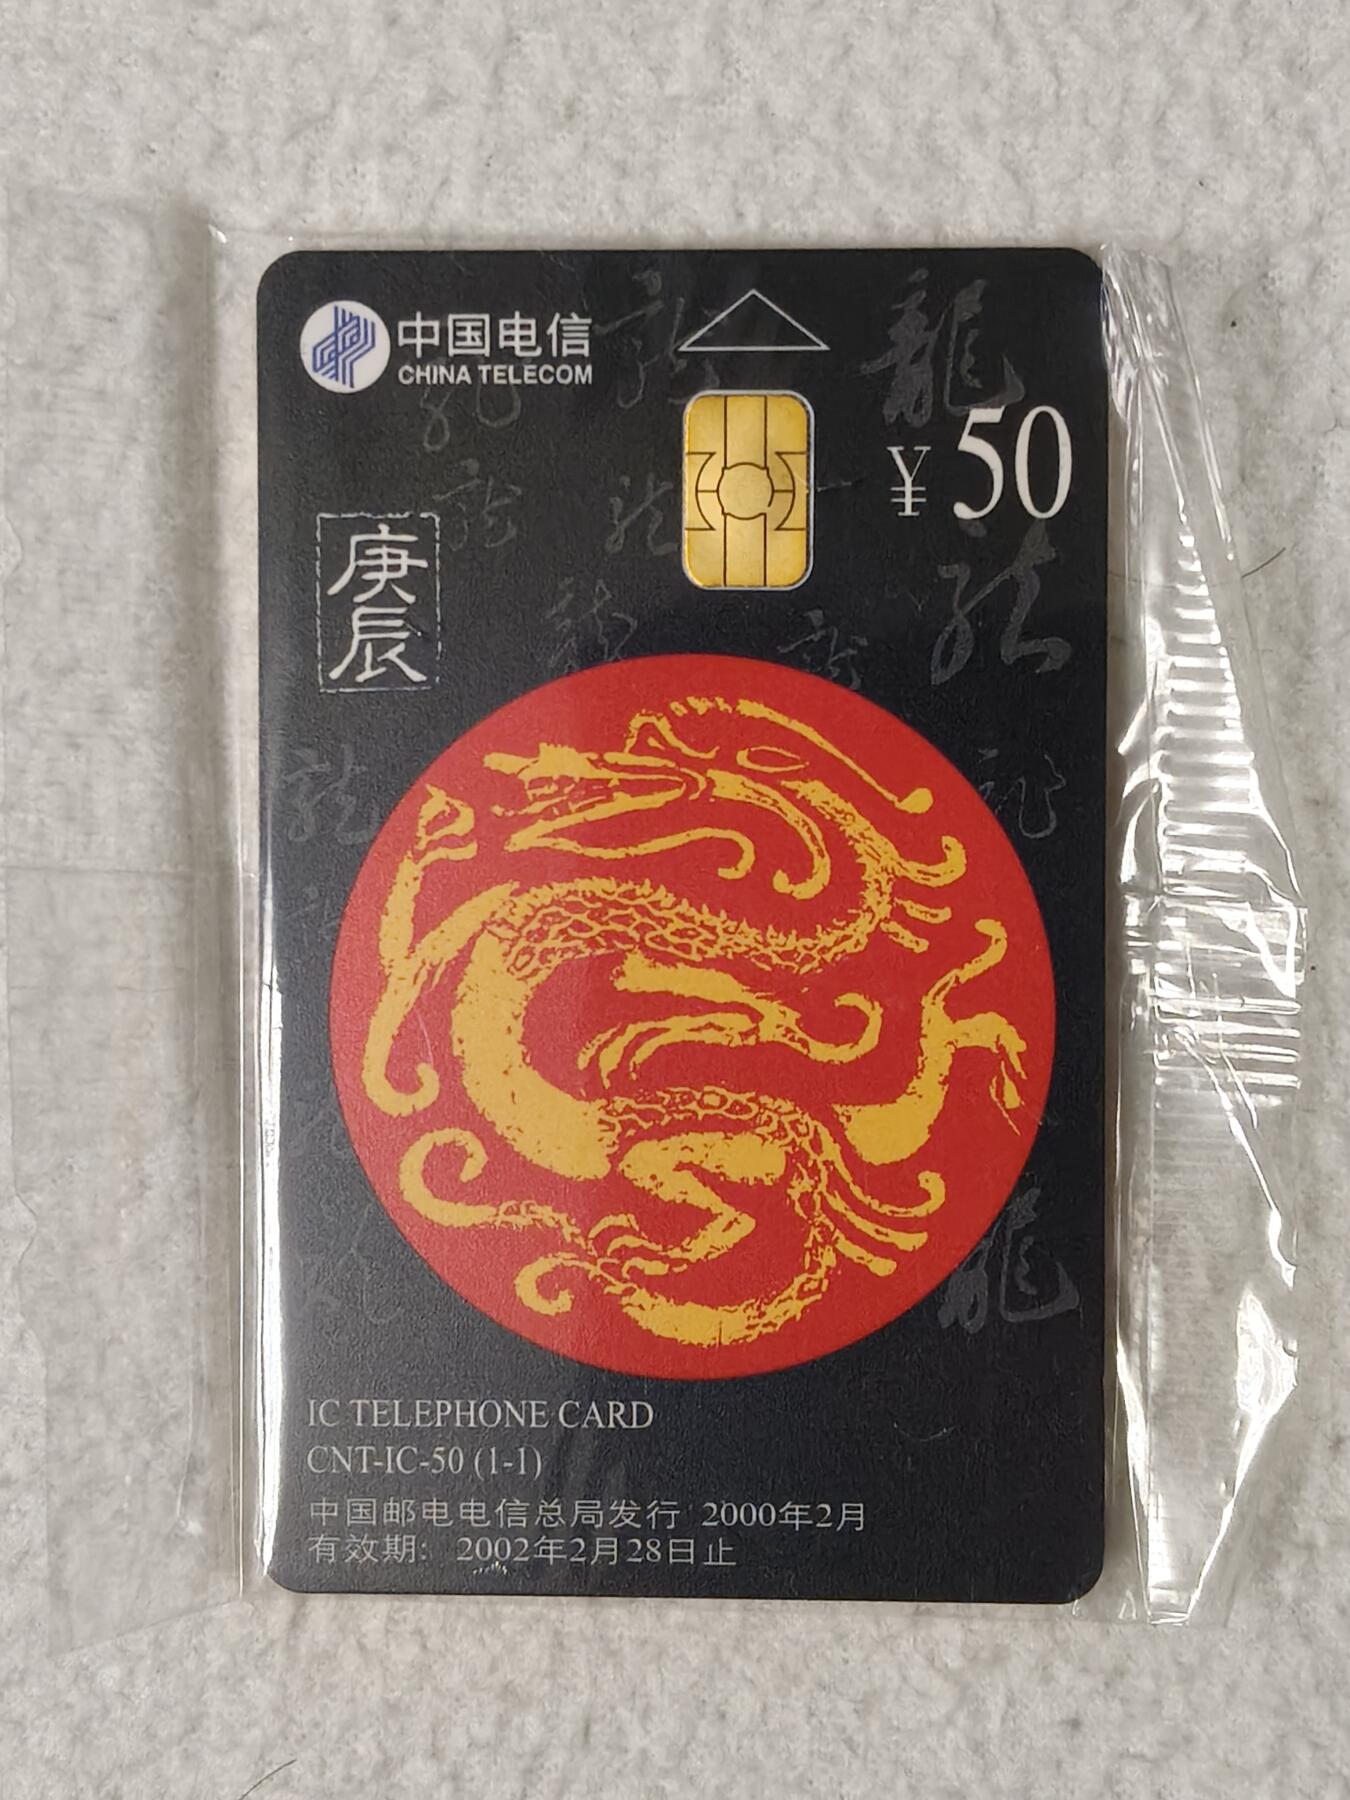 中国电信
CHINA TELECOM
龍
¥50
庚辰
龍
IC TELEPHONE CARD
CNT-IC-50 (1-1)
中国邮电电信总局发行 2000年2月
有效期: 2002年2月28日止